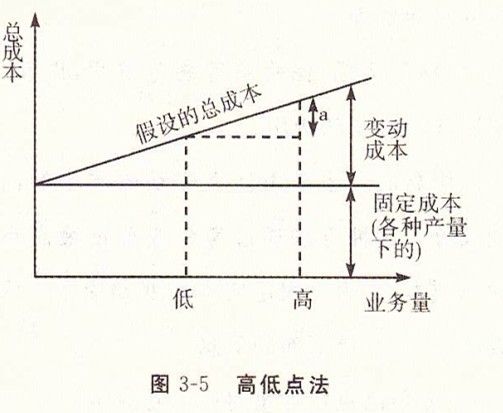 总成本
假设的总成本
a
变动
成本
固定成本
(各种产量
下的)
低
高
业务量
图 3-5 高低点法